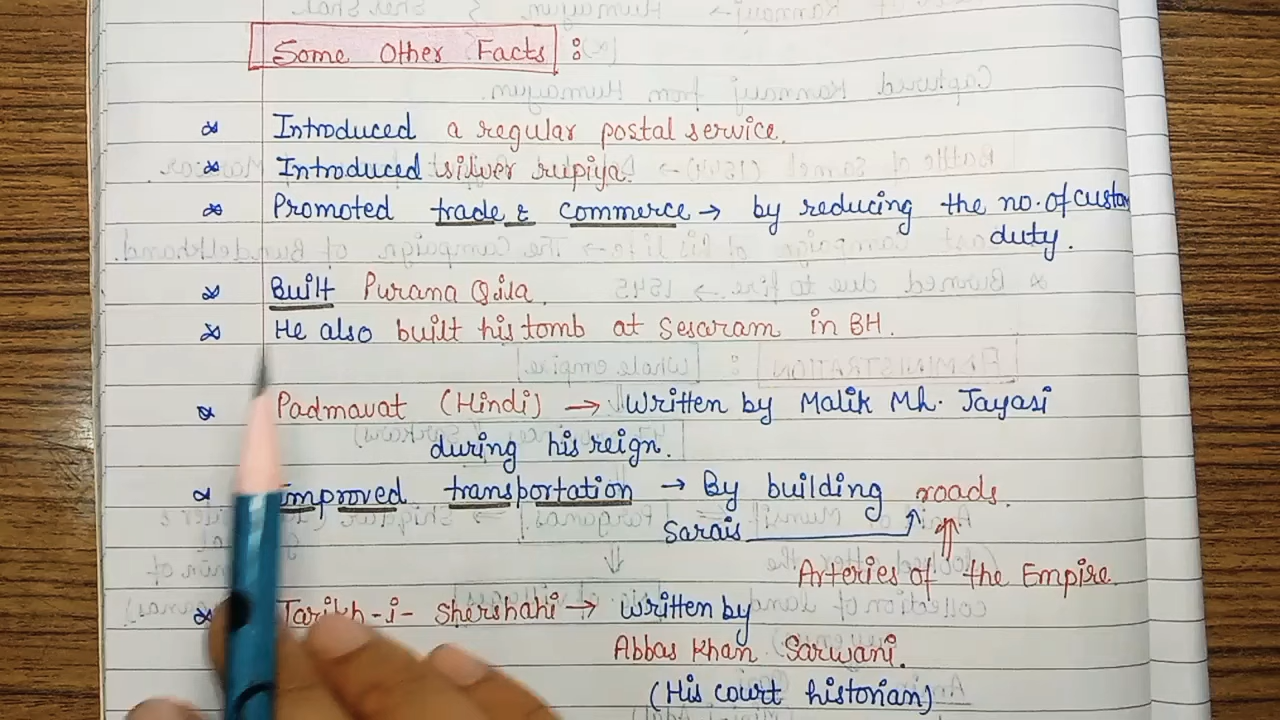 Some Other Facts :
Introduced a regular postal service.
Introduced silver rupiya.
Promoted trade & commerce → by reducing the no. of custom
duty.
Built Purana Qila.
He also built his tomb at Sesaram in BH.
Padmavat (Hindi) → Written by Malik Mh. Jayasi
during his reign.
Improved transportation → By building roads.
Sarais
Arteries of the Empire.
Tarikh-i- Shershahi → Written by
Abbas Khan Sarwani.
(His court historian)